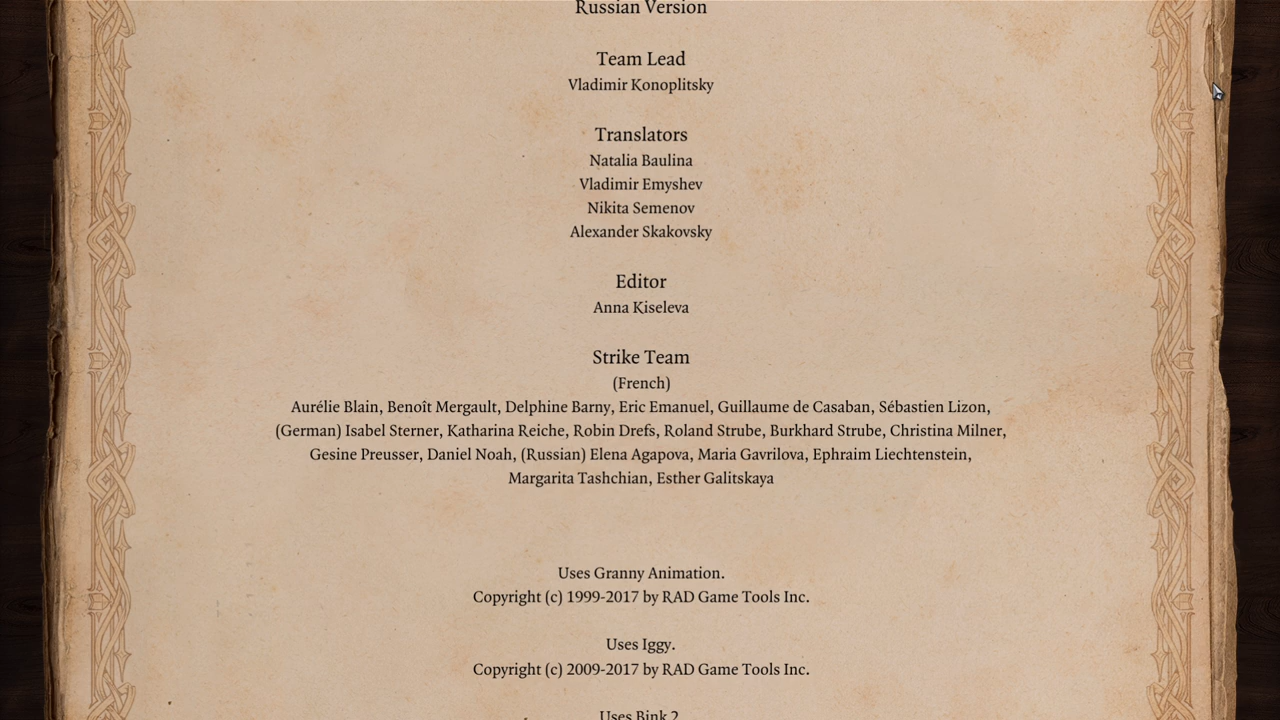 Russian Version
Team Lead
Vladimir Konoplitsky
Translators
Natalia Baulina
Vladimir Emyshev
Nikita Semenov
Alexander Skakovsky
Editor
Anna Kiseleva
Strike Team
(French)
Aurélie Blain, Benoît Mergault, Delphine Barny, Eric Emanuel, Guillaume de Casaban, Sébastien Lizon,
(German) Isabel Sterner, Katharina Reiche, Robin Drefs, Roland Strube, Burkhard Strube, Christina Milner,
Gesine Preusser, Daniel Noah, (Russian) Elena Agapova, Maria Gavrilova, Ephraim Liechtenstein,
Margarita Tashchian, Esther Galitskaya
Uses Granny Animation.
Copyright (c) 1999-2017 by RAD Game Tools Inc.
Uses Iggy.
Copyright (c) 2009-2017 by RAD Game Tools Inc.
Uses Bink 2